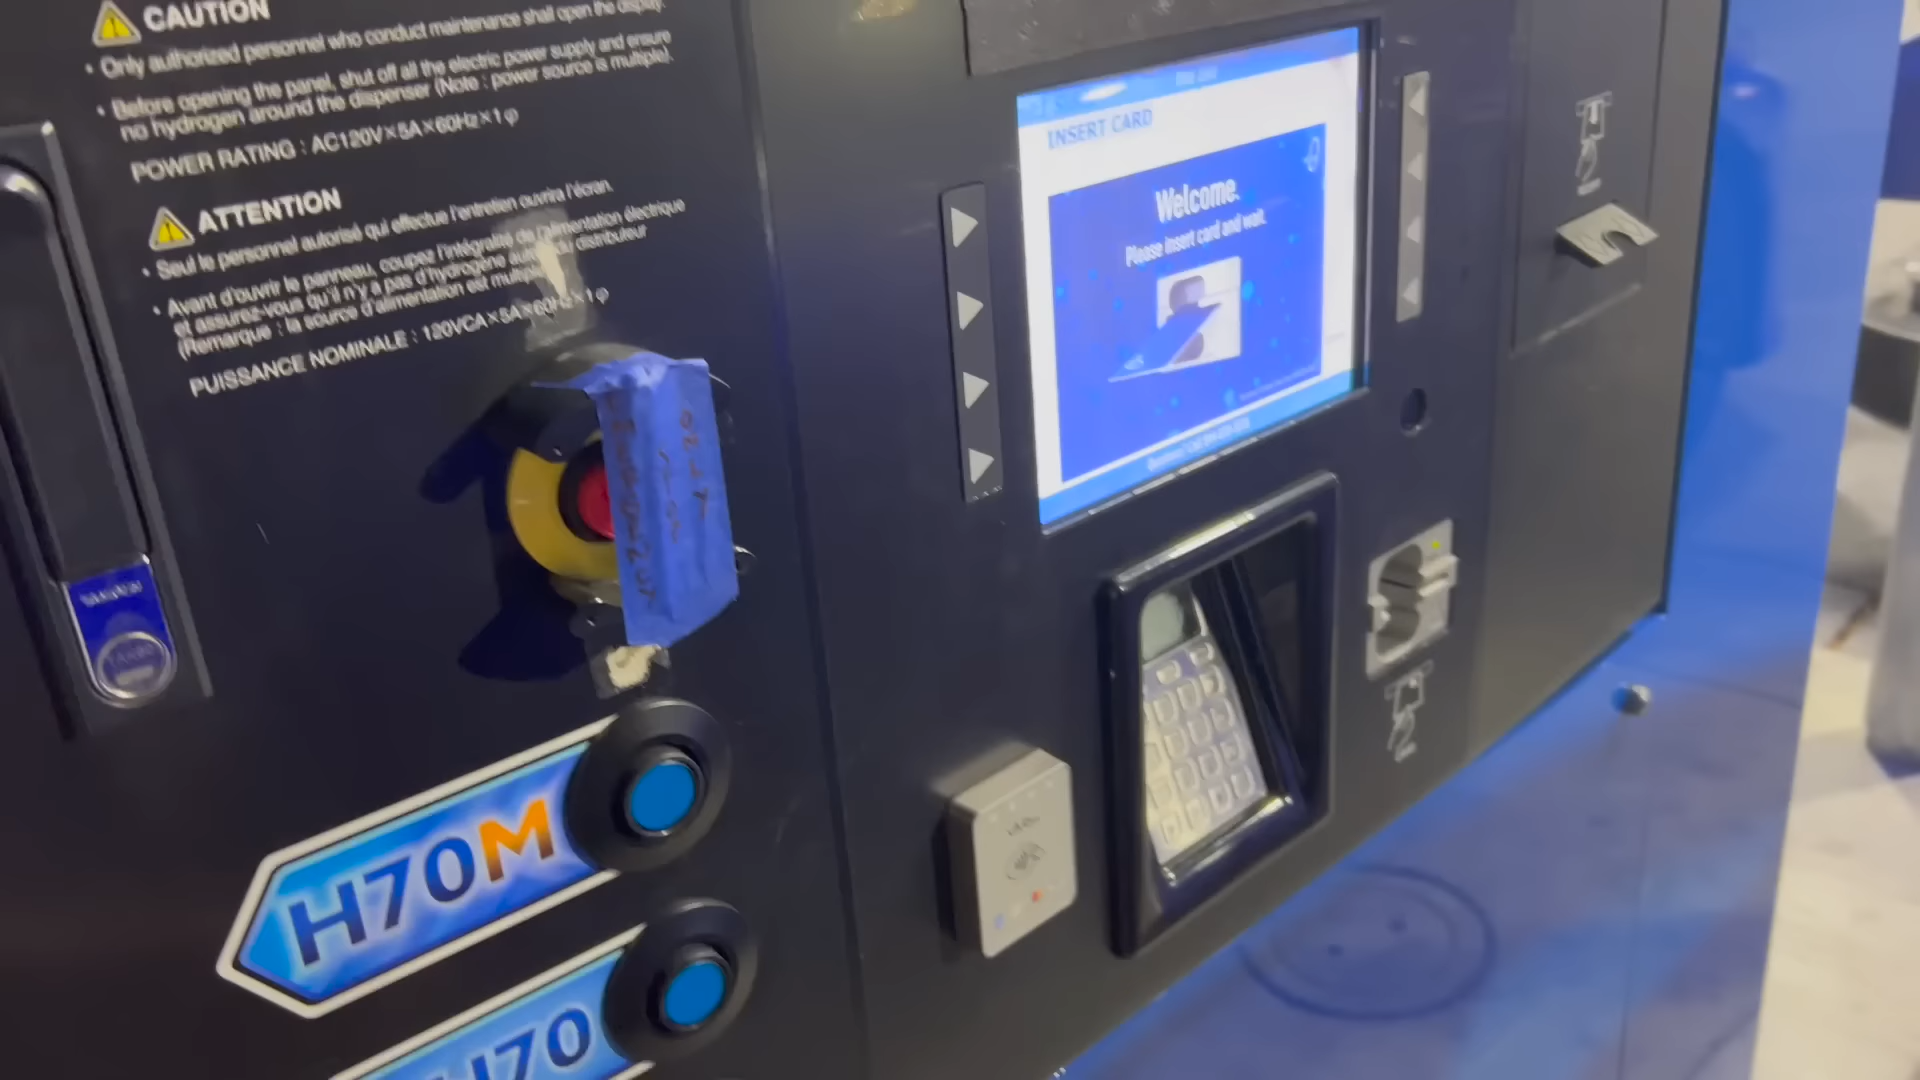 CAUTION
• Only authorized personnel who conduct maintenance shall open the display.
• Before opening the panel, shut off all the electric power supply and ensure
no hydrogen around the dispenser (Note : power source is multiple).
POWER RATING : AC120V×5A×60Hz×1φ
ATTENTION
• Seul le personnel autorisé qui effectue l'entretien ouvrira l'écran.
• Avant d'ouvrir le panneau, coupez l'intégralité de l'alimentation électrique
et assurez-vous qu'il n'y a pas d'hydrogène autour du distributeur
(Remarque : la source d'alimentation est multiple).
PUISSANCE NOMINALE : 120VCA×5A×60Hz×1φ
H70M
H70
INSERT CARD
Welcome.
Please insert card and wait.